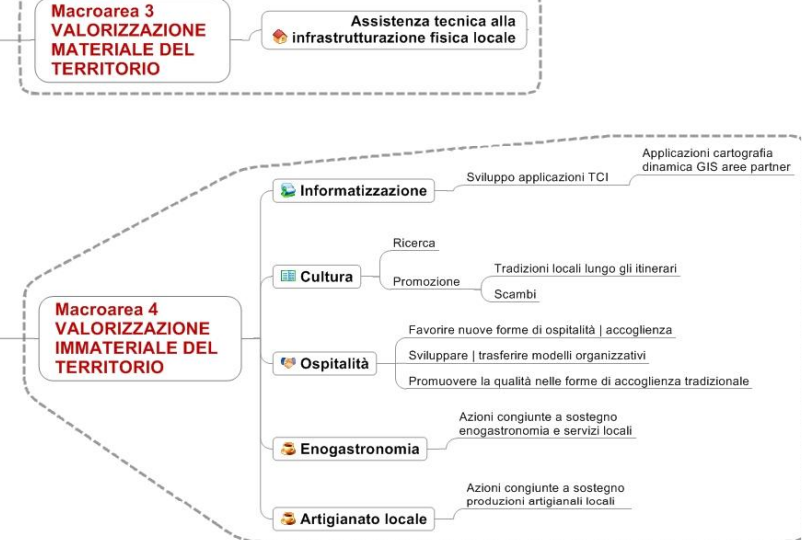 Macroarea 3
VALORIZZAZIONE
MATERIALE DEL
TERRITORIO
Assistenza tecnica alla
infrastrutturazione fisica locale
Macroarea 4
VALORIZZAZIONE
IMMATERIALE DEL
TERRITORIO
Informatizzazione
Sviluppo applicazioni TCI
Applicazioni cartografia
dinamica GIS aree partner
Cultura
Ricerca
Promozione
Tradizioni locali lungo gli itinerari
Scambi
Ospitalità
Favorire nuove forme di ospitalità | accoglienza
Sviluppare | trasferire modelli organizzativi
Promuovere la qualità nelle forme di accoglienza tradizionale
Enogastronomia
Azioni congiunte a sostegno
enogastronomia e servizi locali
Artigianato locale
Azioni congiunte a sostegno
produzioni artigianali locali